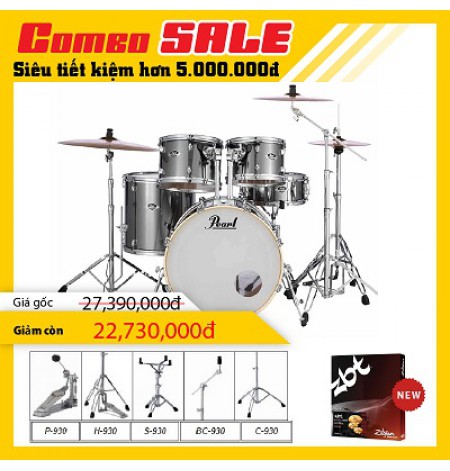 COMBO SALE
Siêu tiết kiệm hơn 5.000.000đ
Pearl
Giá gốc 27,390,000đ
Giảm còn 22,730,000đ
P-930 H-930 S-930 BC-930 C-930
zbt
NEW
Zildjian